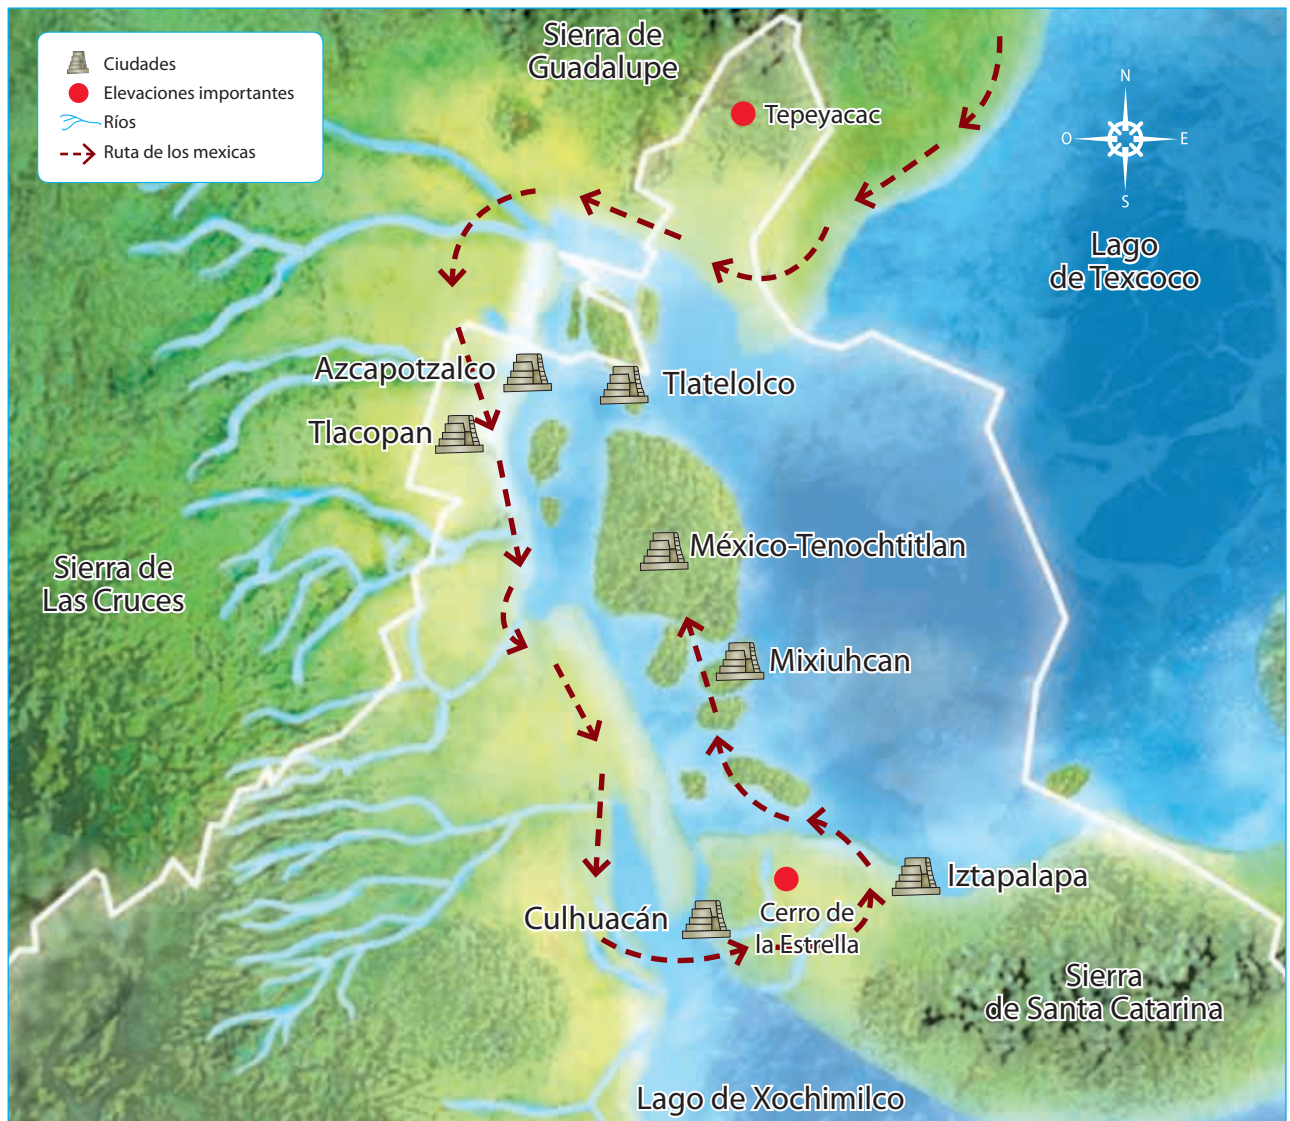 Ciudades
Elevaciones importantes
Ríos
Ruta de los mexicas
Sierra de
Guadalupe
Tepeyacac
N
O
E
S
Lago
de Texcoco
Azcapotzalco
Tlatelolco
Tlacopan
México-Tenochtitlan
Sierra de
Las Cruces
Mixiuhcan
Iztapalapa
Culhuacán
Cerro de
la Estrella
Sierra
de Santa Catarina
Lago de Xochimilco